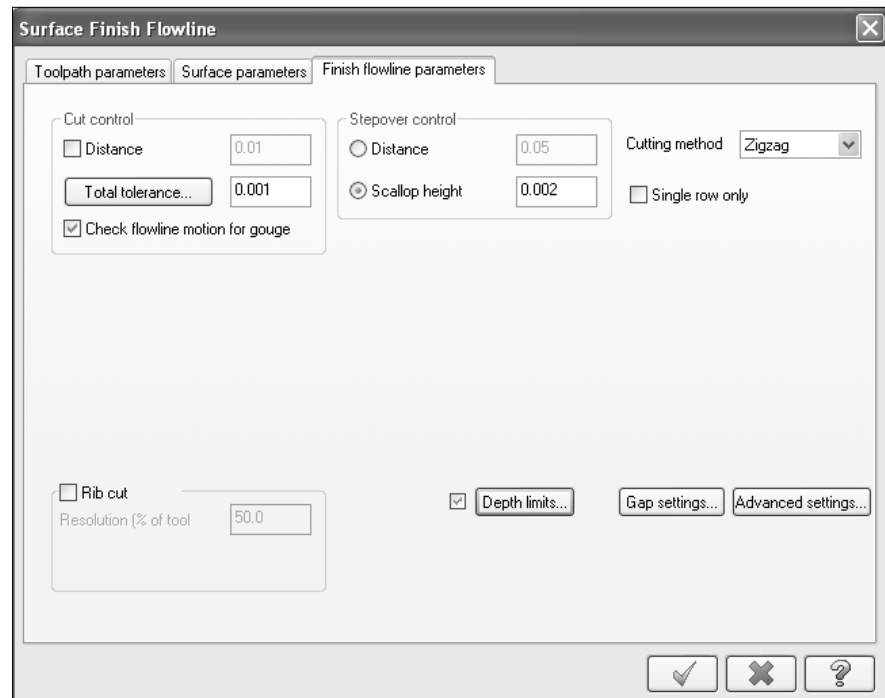 Surface Finish Flowline
Toolpath parameters Surface parameters Finish flowline parameters
Cut control
Distance 0.01
Total tolerance... 0.001
Check flowline motion for gouge
Stepover control
Distance 0.05
Scallop height 0.002
Cutting method Zigzag
Single row only
Rib cut
Resolution (% of tool 50.0
Depth limits... Gap settings... Advanced settings...